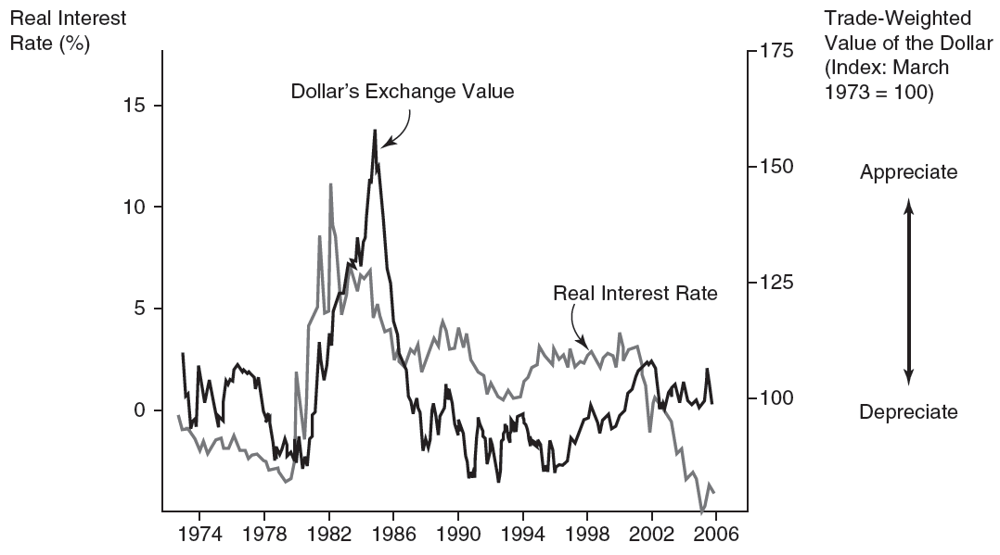 Real Interest
Rate (%)
Trade-Weighted
Value of the Dollar
(Index: March
1973 = 100)
Dollar's Exchange Value
Real Interest Rate
Appreciate
Depreciate
15
10
5
0
175
150
125
100
1974 1978 1982 1986 1990 1994 1998 2002 2006